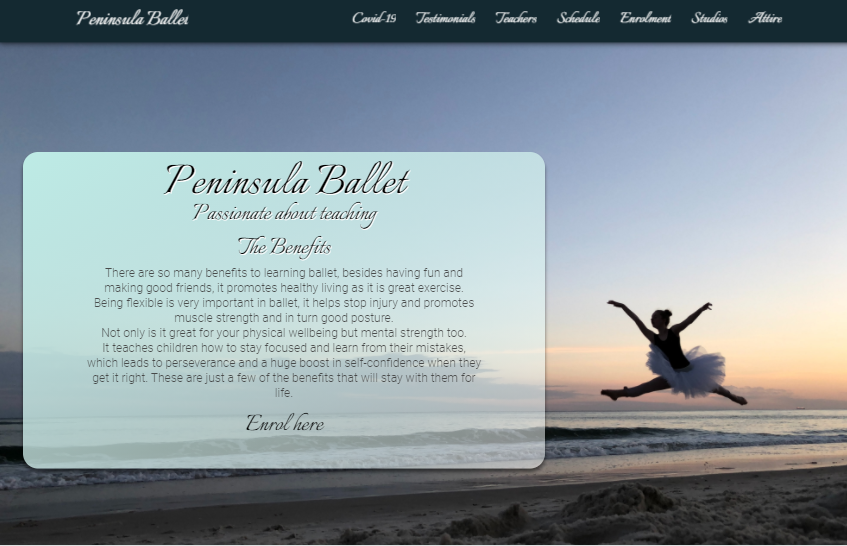 Peninsula Ballet
Covid-19 Testimonials Teachers Schedule Enrolment Studios Attire
Peninsula Ballet
Passionate about teaching
The Benefits
There are so many benefits to learning ballet, besides having fun and
making good friends, it promotes healthy living as it is great exercise.
Being flexible is very important in ballet, it helps stop injury and promotes
muscle strength and in turn good posture.
Not only is it great for your physical wellbeing but mental strength too.
It teaches children how to stay focused and learn from their mistakes,
which leads to perseverance and a huge boost in self-confidence when they
get it right. These are just a few of the benefits that will stay with them for
life.
Enrol here